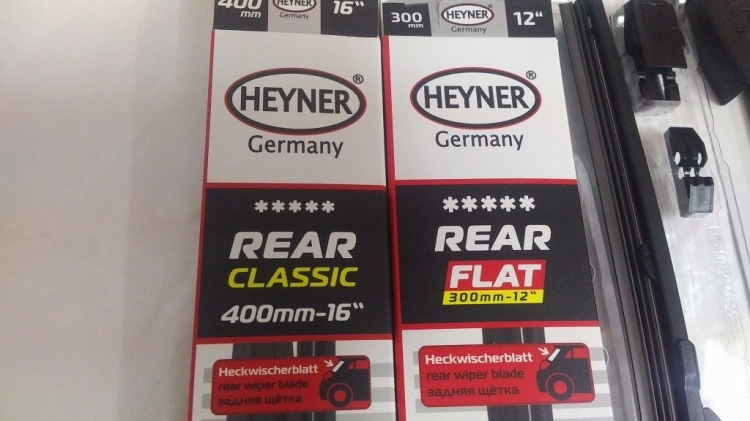 400 mm HEYNER Germany 16"
HEYNER®
Germany
*****
REAR
CLASSIC
400mm-16"
Heckwischerblatt
rear wiper blade
задняя щётка
300 mm HEYNER Germany 12"
HEYNER®
Germany
*****
REAR
FLAT
300mm-12"
Heckwischerblatt
rear wiper blade
задняя щётка